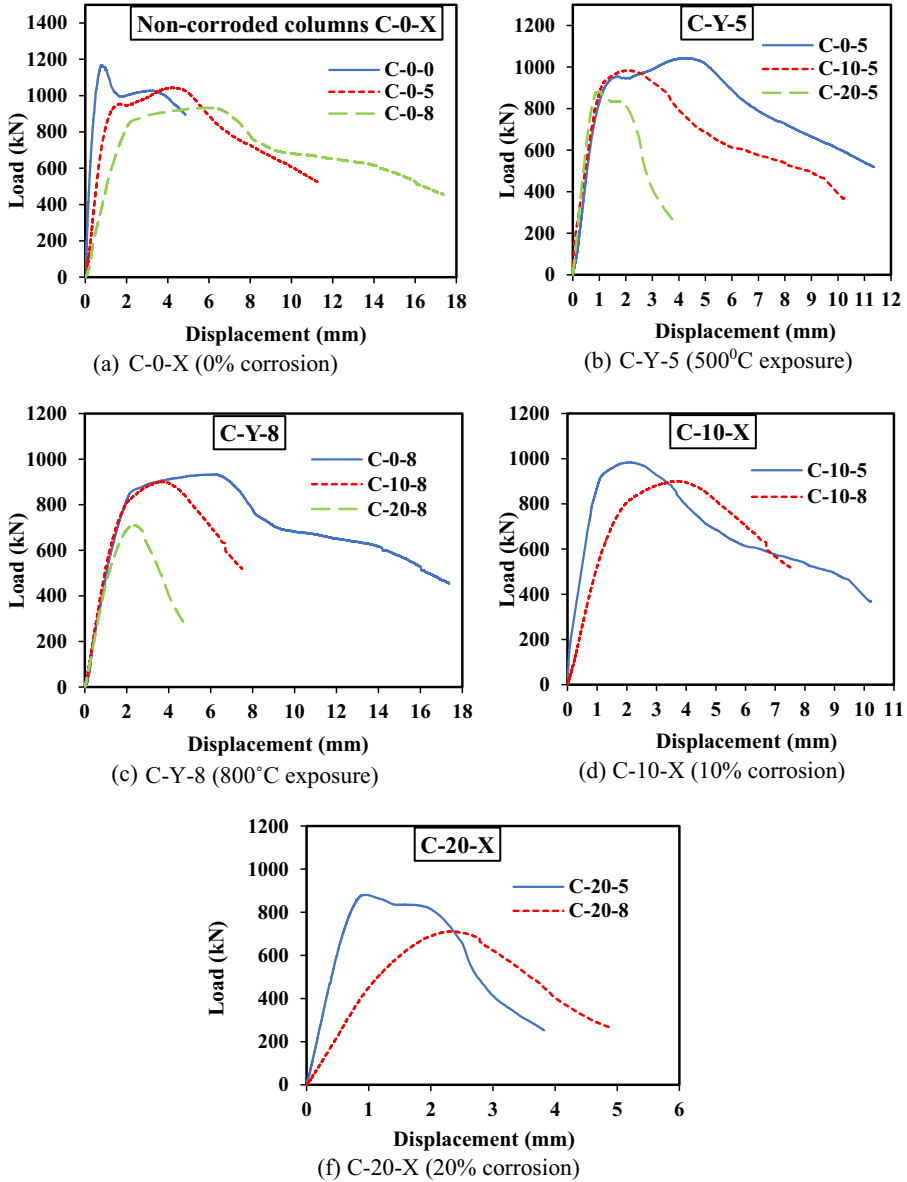 Non-corroded columns C-0-X
C-0-0
C-0-5
C-0-8
Load (kN)
1400
1200
1000
800
600
400
200
0
0 2 4 6 8 10 12 14 16 18
Displacement (mm)
(a) C-0-X (0% corrosion)
C-Y-5
C-0-5
C-10-5
C-20-5
Load (kN)
1200
1000
800
600
400
200
0
0 1 2 3 4 5 6 7 8 9 10 11 12
Displacement (mm)
(b) C-Y-5 (500⁰C exposure)
C-Y-8
C-0-8
C-10-8
C-20-8
Load (kN)
1200
1000
800
600
400
200
0
0 2 4 6 8 10 12 14 16 18
Displacement (mm)
(c) C-Y-8 (800˚C exposure)
C-10-X
C-10-5
C-10-8
Load (kN)
1200
1000
800
600
400
200
0
0 1 2 3 4 5 6 7 8 9 10 11
Displacement (mm)
(d) C-10-X (10% corrosion)
C-20-X
C-20-5
C-20-8
Load (kN)
1200
1000
800
600
400
200
0
0 1 2 3 4 5 6
Displacement (mm)
(f) C-20-X (20% corrosion)